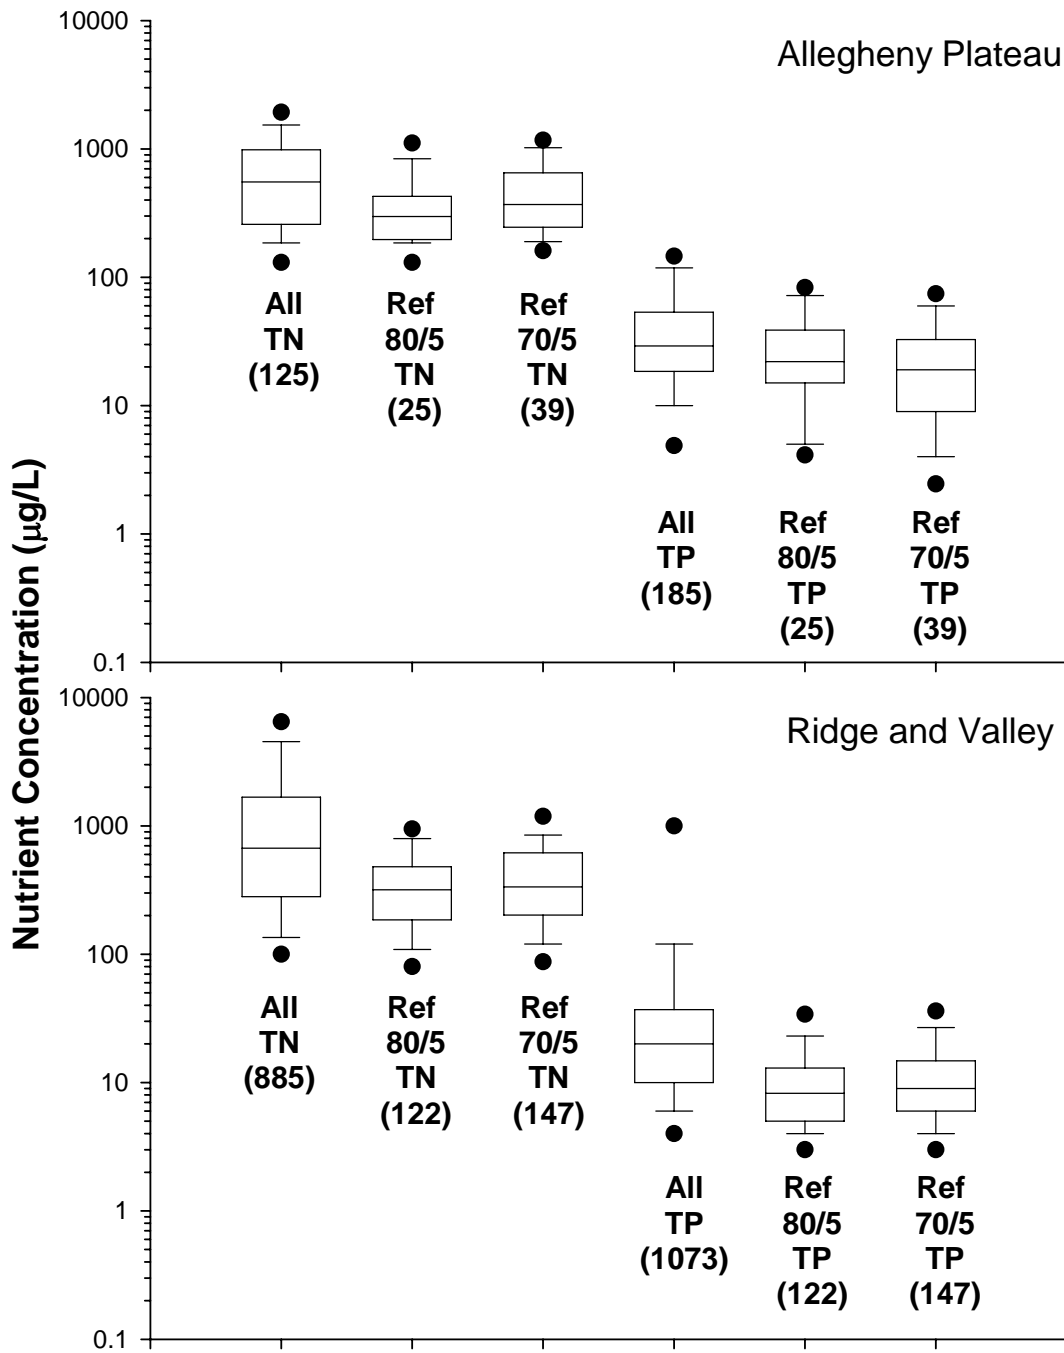 Nutrient Concentration (μg/L)
10000
1000
100
10
1
0.1
Allegheny Plateau
All
TN
(125)
Ref
80/5
TN
(25)
Ref
70/5
TN
(39)
All
TP
(185)
Ref
80/5
TP
(25)
Ref
70/5
TP
(39)
10000
1000
100
10
1
0.1
Ridge and Valley
All
TN
(885)
Ref
80/5
TN
(122)
Ref
70/5
TN
(147)
All
TP
(1073)
Ref
80/5
TP
(122)
Ref
70/5
TP
(147)